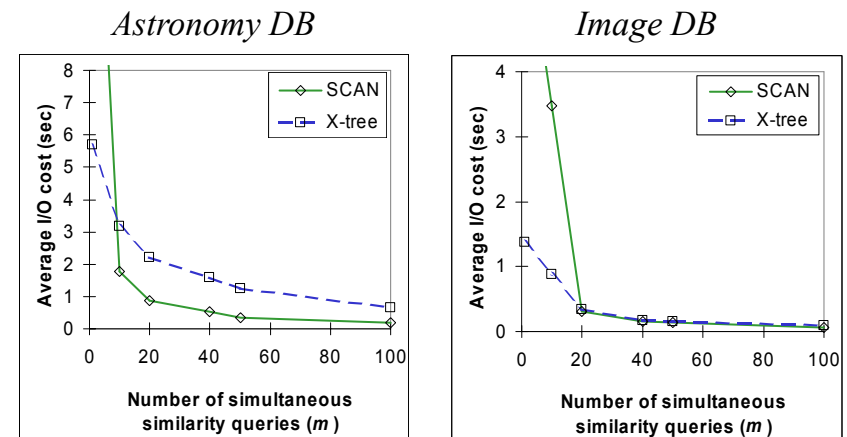 Astronomy DB
Image DB
8
7
6
5
4
3
2
1
0
Average I/O cost (sec)
SCAN
X-tree
0 20 40 60 80 100
Number of simultaneous
similarity queries (m )
4
3
2
1
0
Average I/O cost (sec)
SCAN
X-tree
0 20 40 60 80 100
Number of simultaneous
similarity queries (m )